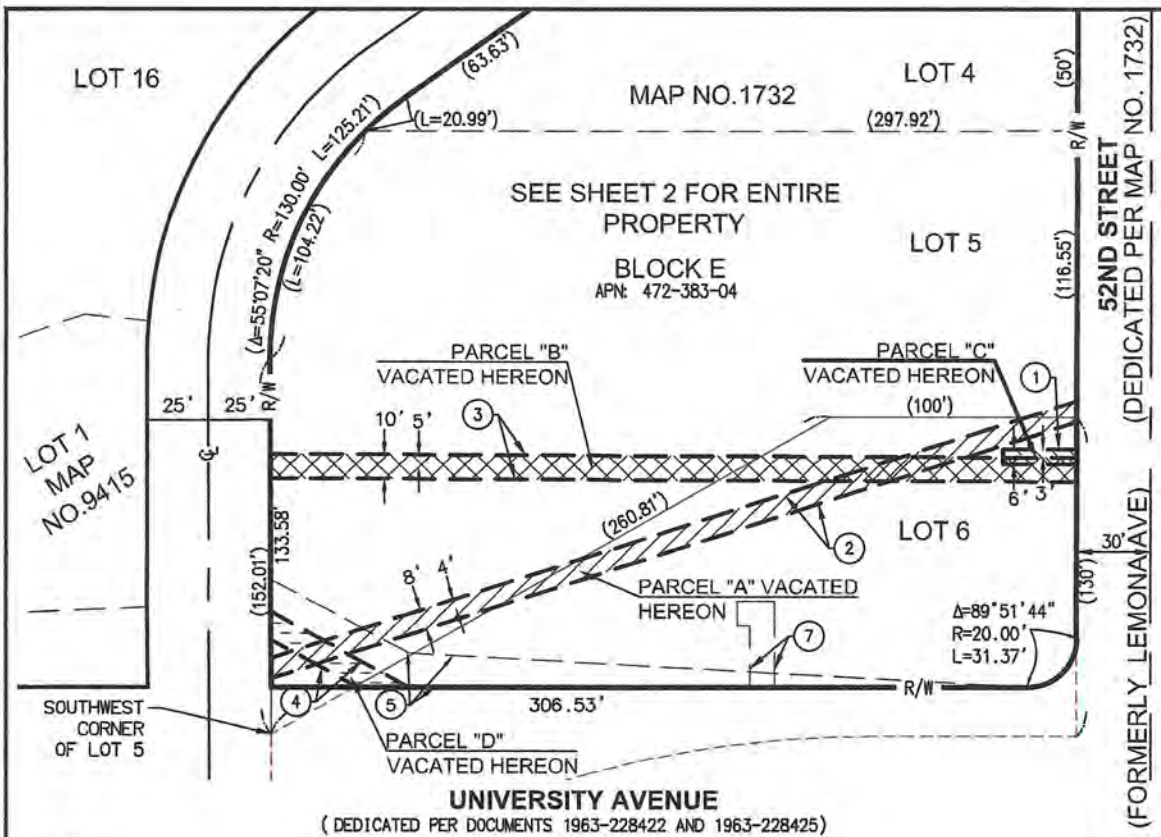 LOT 16
(63.63')
LOT 4
(50')
MAP NO.1732
(L=20.99')
(297.92')
R/W
(Δ=55°07'20" R=130.00' L=125.21'
(L=104.22')
SEE SHEET 2 FOR ENTIRE
PROPERTY
LOT 5
BLOCK E
APN: 472-383-04
(116.55')
52ND STREET
(DEDICATED PER MAP NO. 1732)
(FORMERLY LEMONA AVE)
PARCEL "B"
VACATED HEREON
PARCEL "C"
VACATED HEREON
1
R/W
25'
25'
(100')
10'
5'
3
LOT 1
MAP
NO.9415
6'
3'
(260.81')
2
LOT 6
30'
133.58'
(152.01')
8'
4'
PARCEL "A" VACATED
HEREON
7
(130')
Δ=89°51'44"
R=20.00'
L=31.37'
4
5
R/W
306.53'
SOUTHWEST
CORNER
OF LOT 5
PARCEL "D"
VACATED HEREON
UNIVERSITY AVENUE
( DEDICATED PER DOCUMENTS 1963-228422 AND 1963-228425)